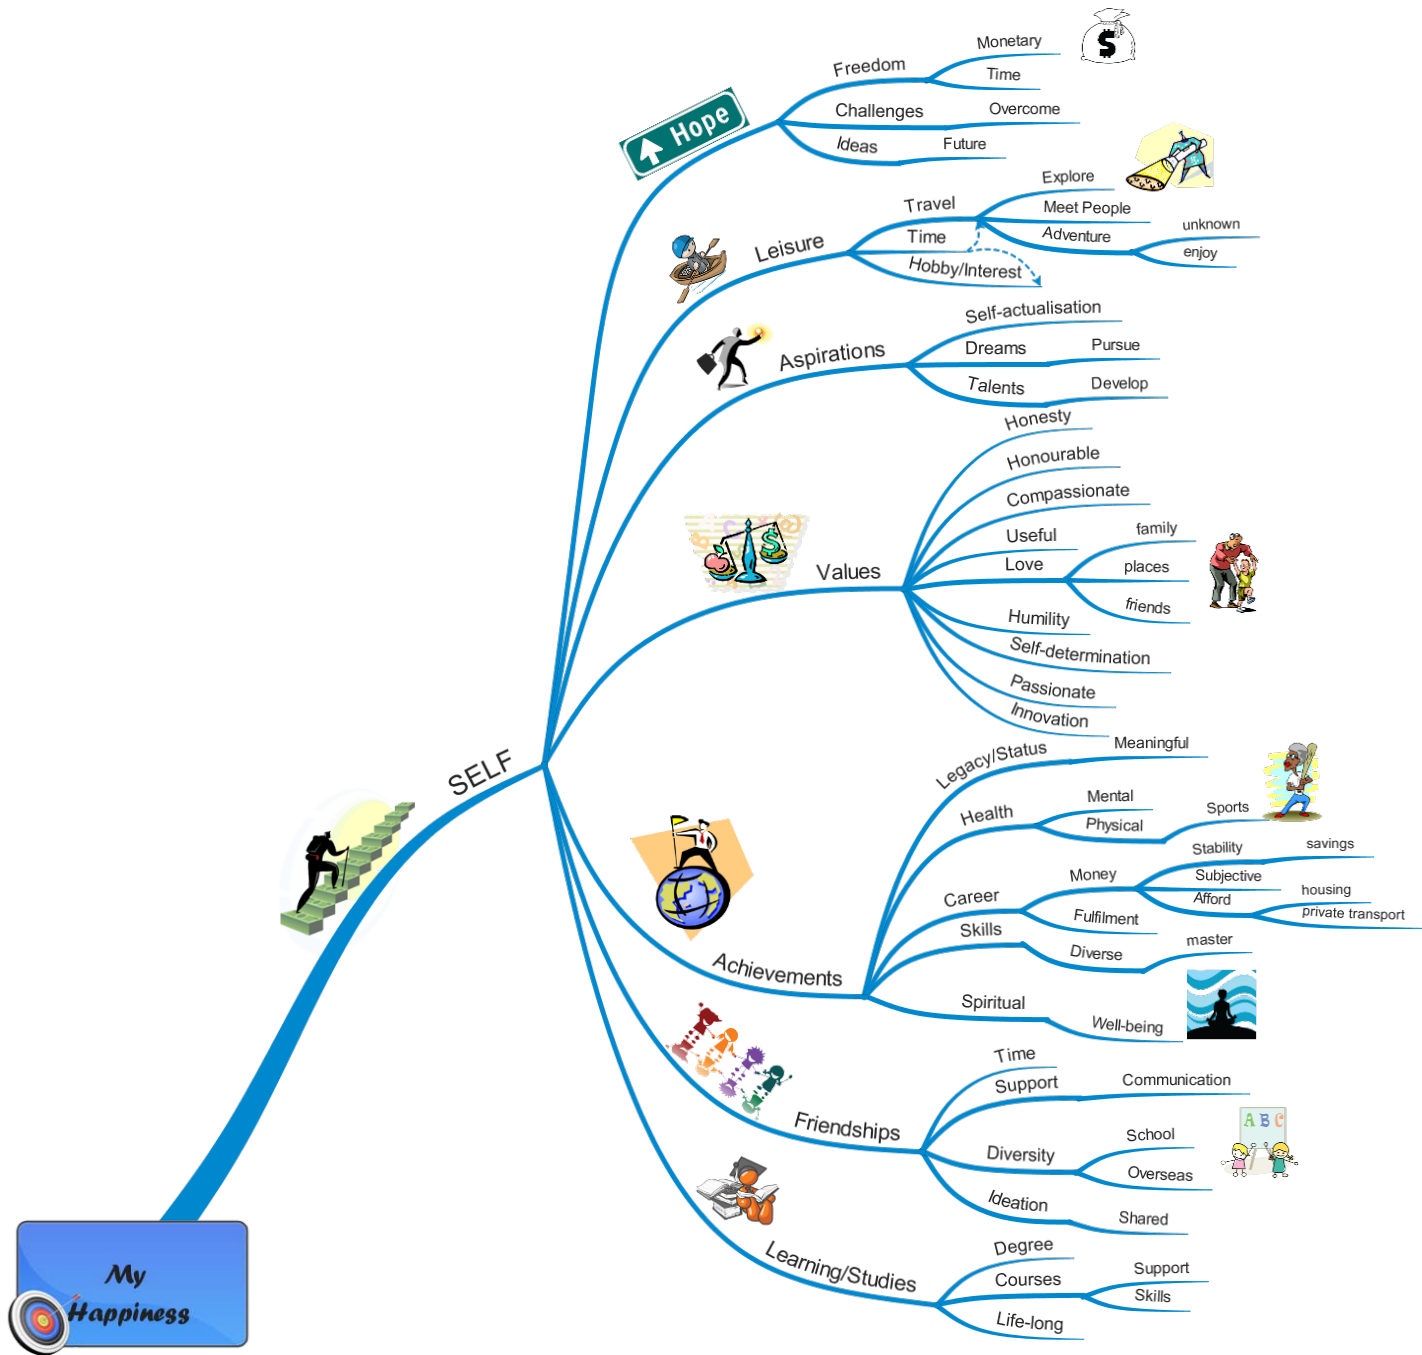 Hope
Freedom
Monetary
$
Time
Challenges
Overcome
Ideas
Future
Leisure
Travel
Explore
Meet People
Adventure
unknown
enjoy
Time
Hobby/Interest
Aspirations
Self-actualisation
Dreams
Pursue
Talents
Develop
Values
$
Honesty
Honourable
Compassionate
Useful
Love
family
places
friends
Humility
Self-determination
Passionate
Innovation
SELF
Achievements
Legacy/Status
Meaningful
Health
Mental
Physical
Sports
Career
Money
Stability
savings
Subjective
Afford
housing
private transport
Fulfilment
Skills
Diverse
master
Spiritual
Well-being
Friendships
Time
Support
Communication
Diversity
School
Overseas
A B C
Ideation
Shared
Learning/Studies
Degree
Courses
Support
Skills
Life-long
My
Happiness